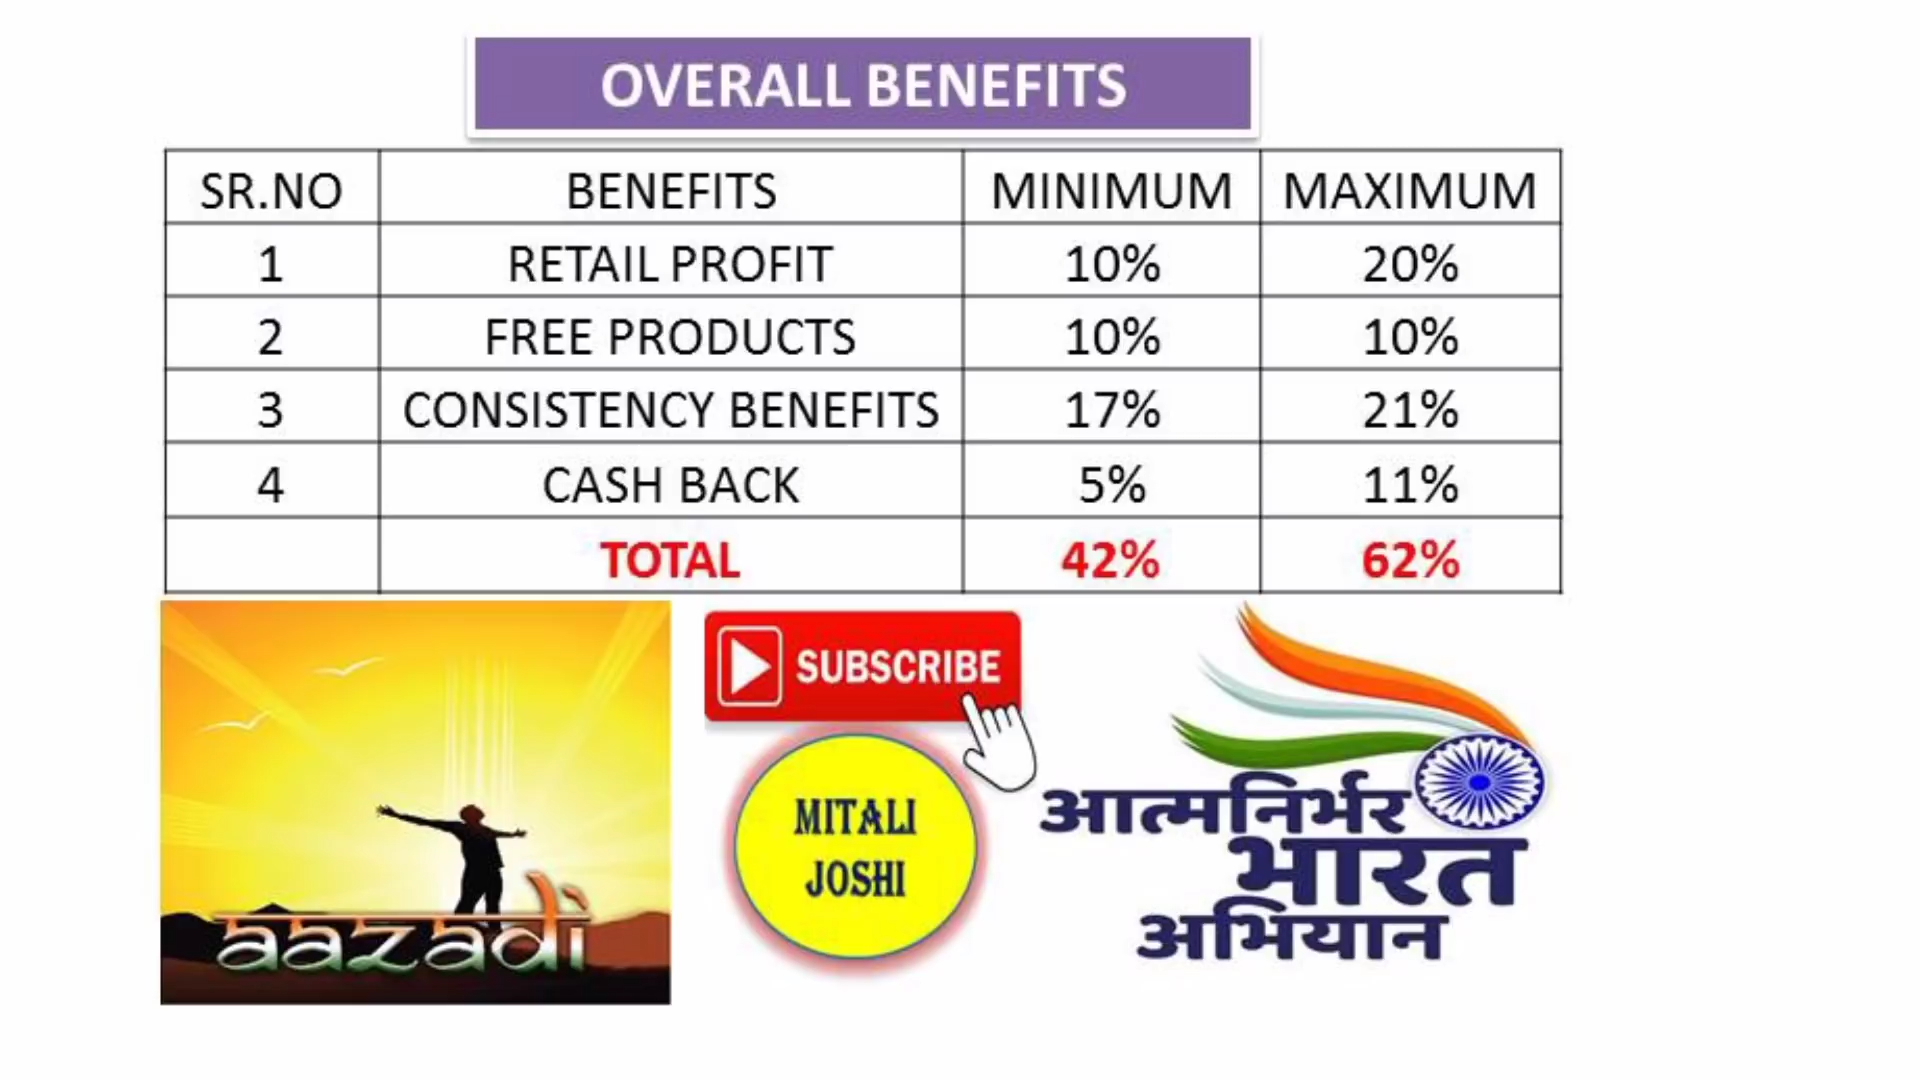 OVERALL BENEFITS
SR.NO BENEFITS MINIMUM MAXIMUM
1 RETAIL PROFIT 10% 20%
2 FREE PRODUCTS 10% 10%
3 CONSISTENCY BENEFITS 17% 21%
4 CASH BACK 5% 11%
TOTAL 42% 62%
aazadi
SUBSCRIBE
MITALI
JOSHI
आत्मनिर्भर
भारत
अभियान